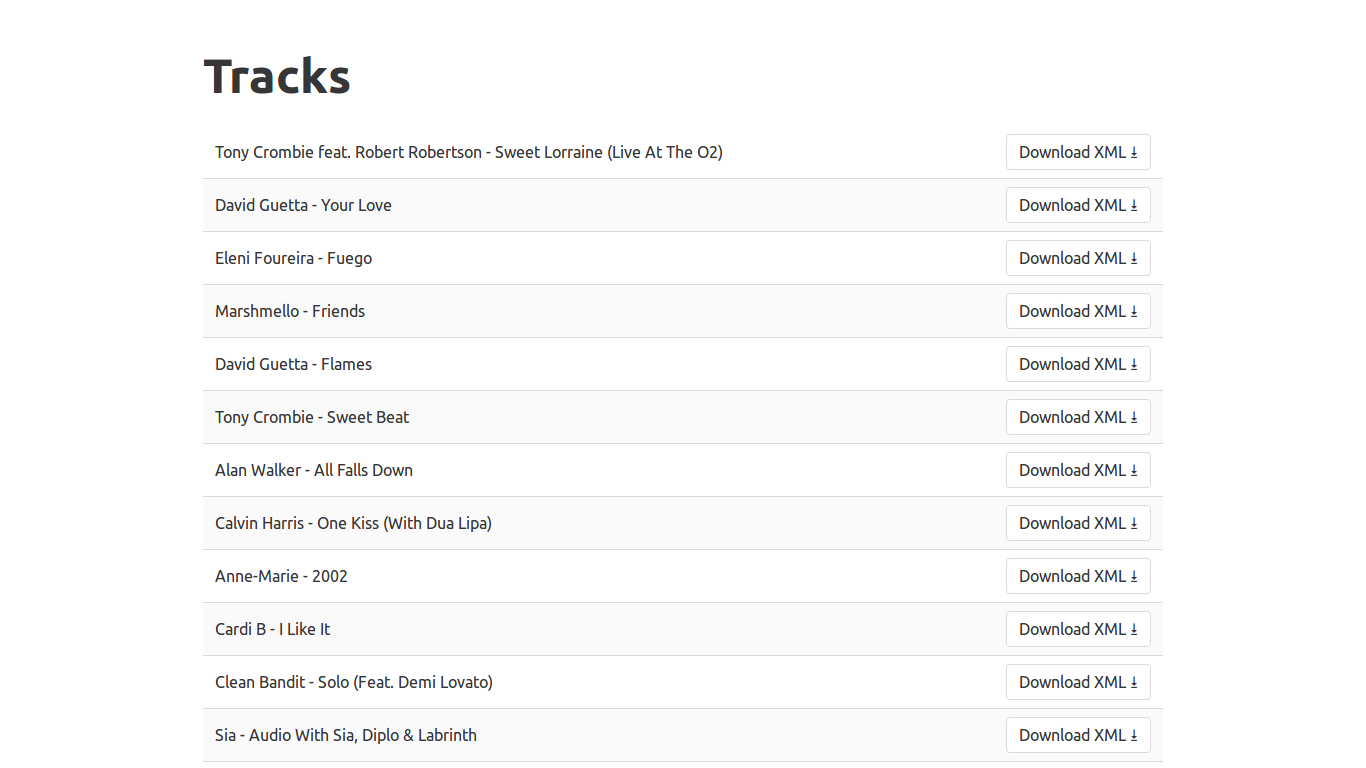 Tracks
Tony Crombie feat. Robert Robertson - Sweet Lorraine (Live At The O2) Download XML ⤓
David Guetta - Your Love Download XML ⤓
Eleni Foureira - Fuego Download XML ⤓
Marshmello - Friends Download XML ⤓
David Guetta - Flames Download XML ⤓
Tony Crombie - Sweet Beat Download XML ⤓
Alan Walker - All Falls Down Download XML ⤓
Calvin Harris - One Kiss (With Dua Lipa) Download XML ⤓
Anne-Marie - 2002 Download XML ⤓
Cardi B - I Like It Download XML ⤓
Clean Bandit - Solo (Feat. Demi Lovato) Download XML ⤓
Sia - Audio With Sia, Diplo & Labrinth Download XML ⤓